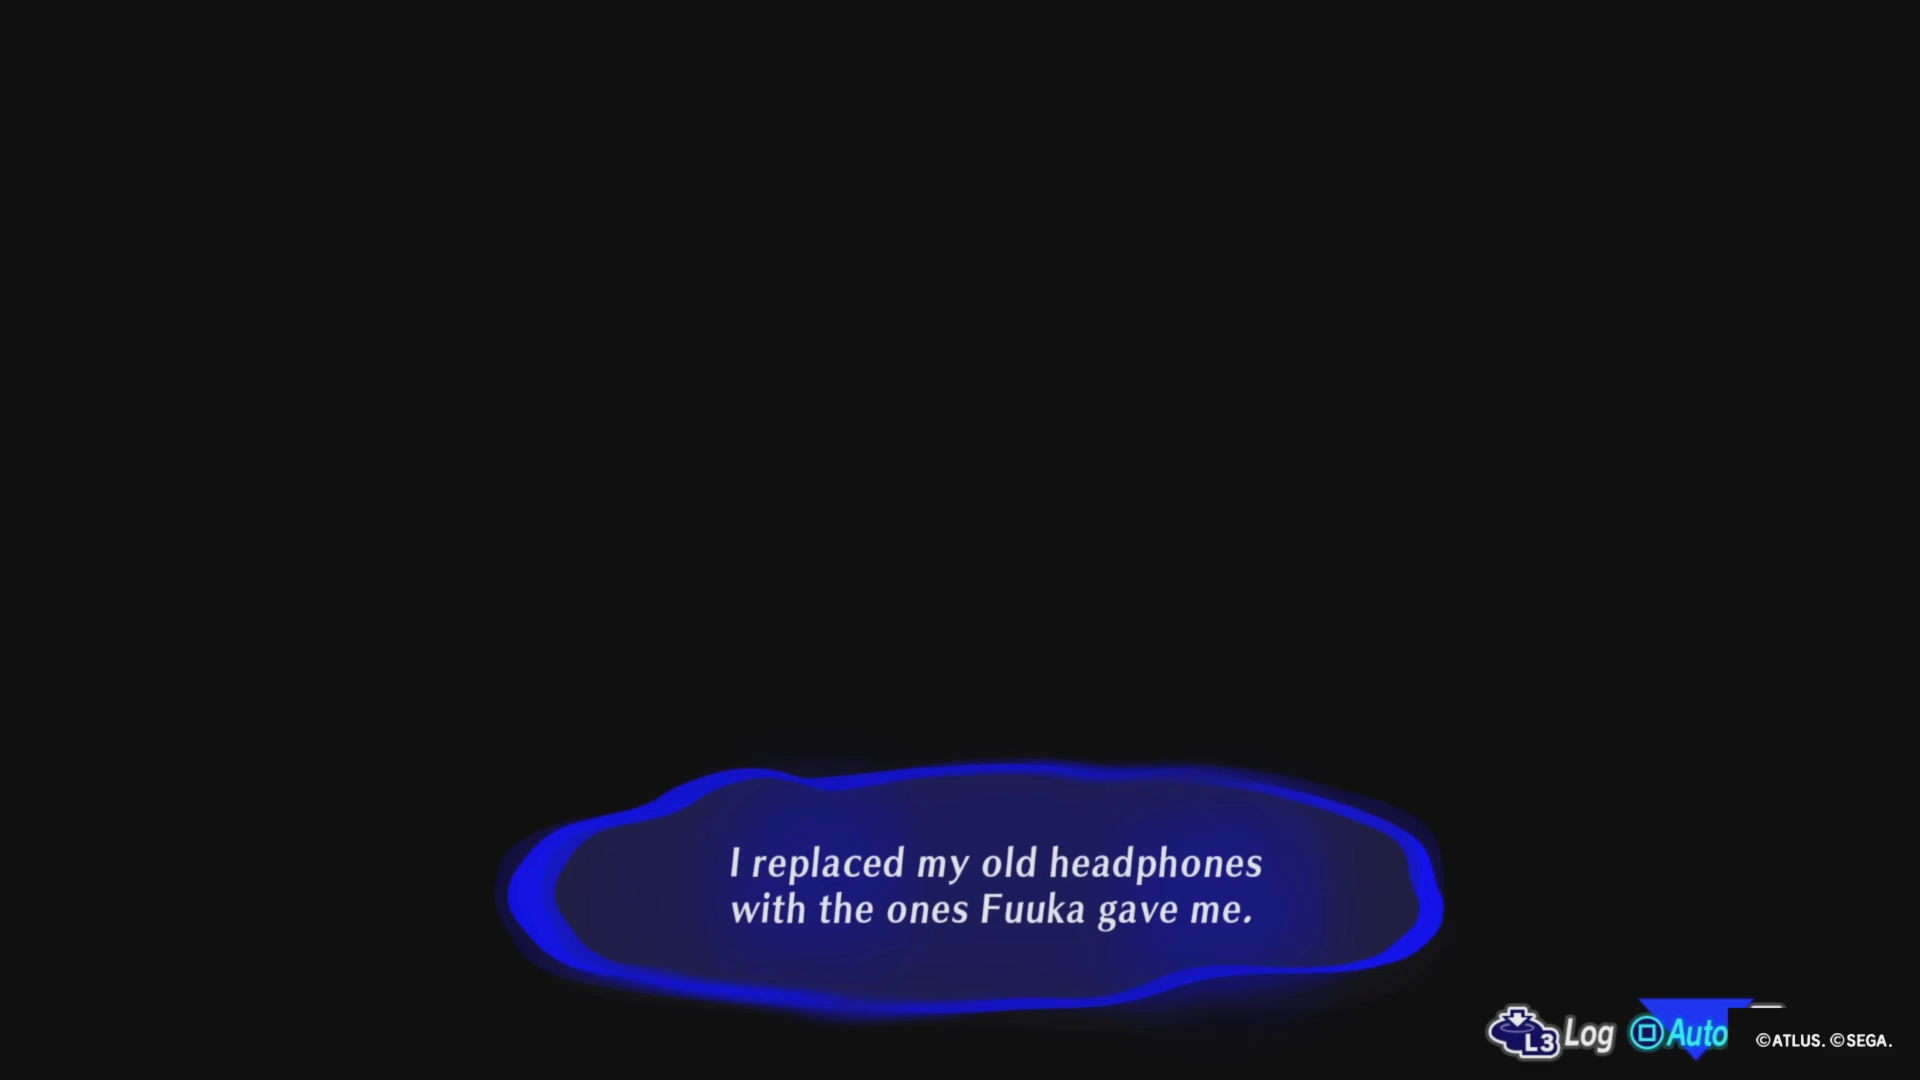 I replaced my old headphones
with the ones Fuuka gave me.
L3 Log Auto ©ATLUS. ©SEGA.